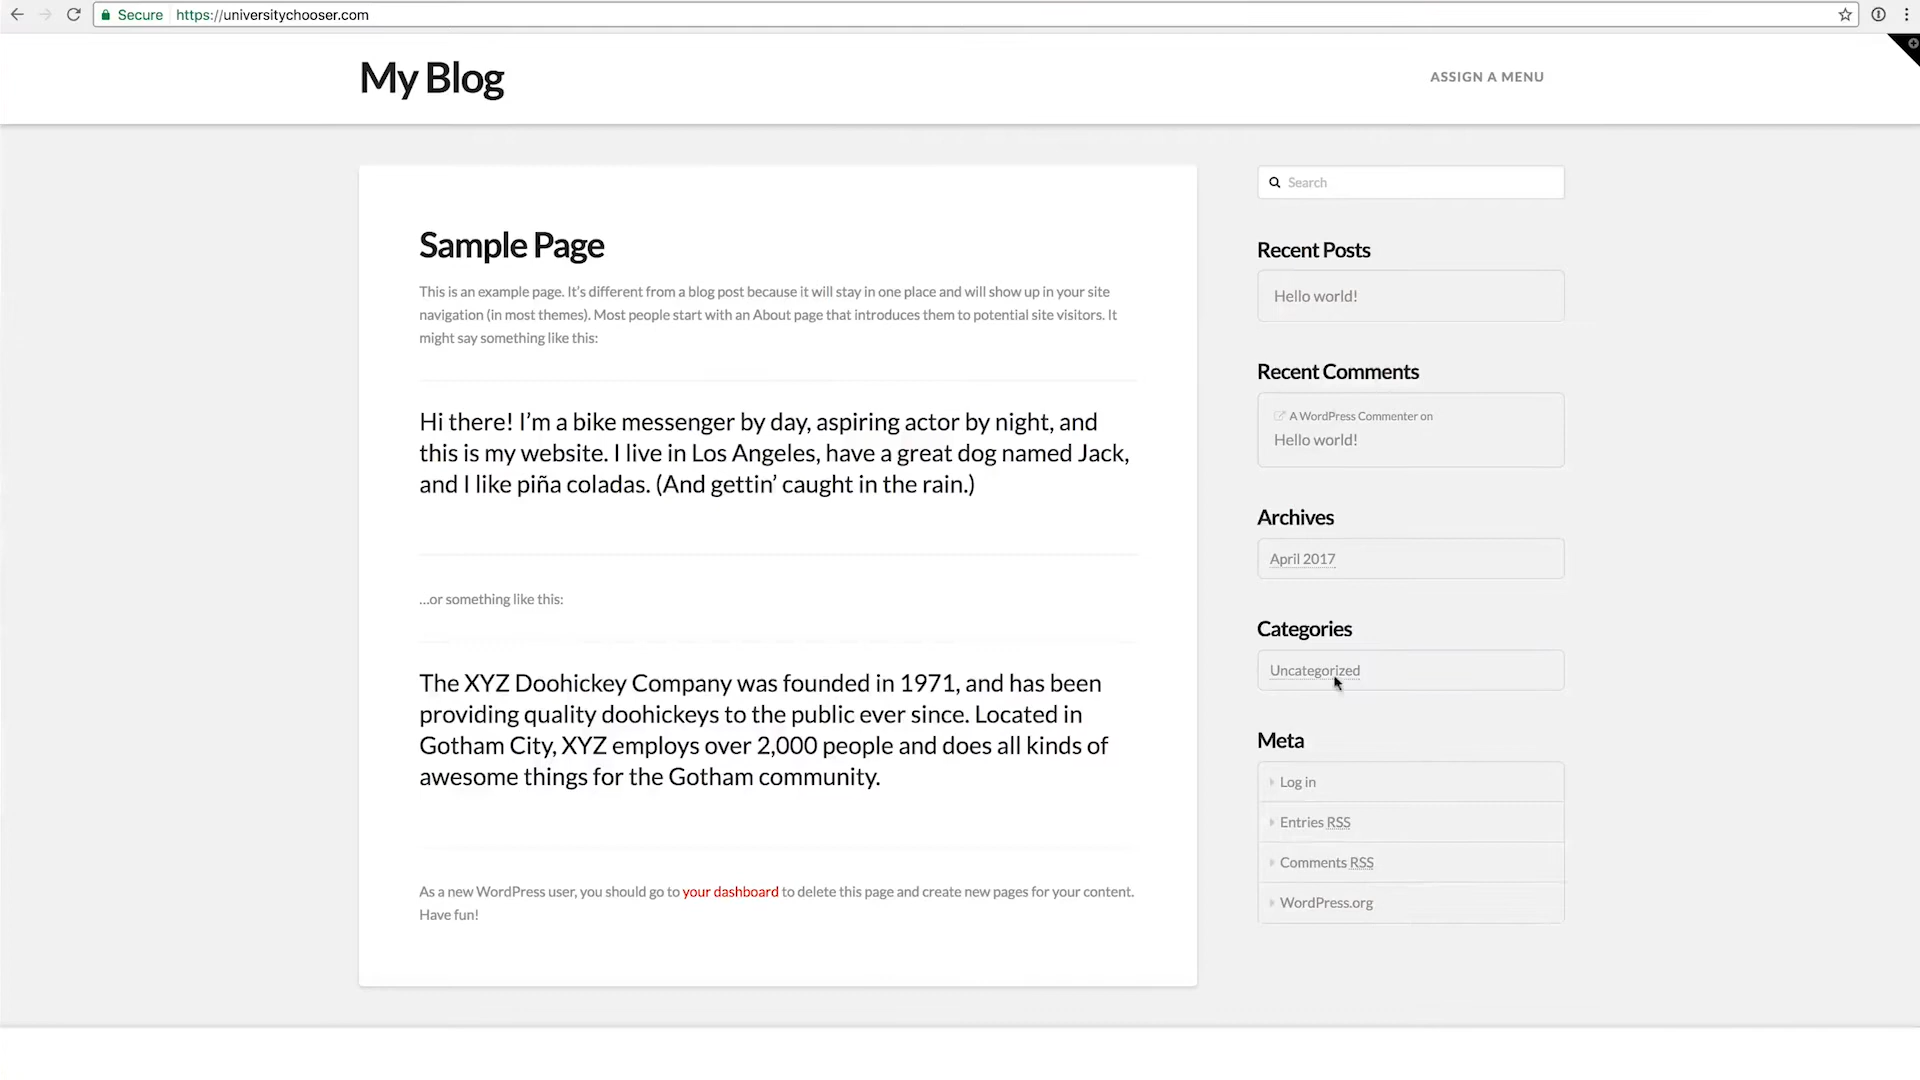 Secure https://universitychooser.com
My Blog
ASSIGN A MENU
Sample Page
This is an example page. It's different from a blog post because it will stay in one place and will show up in your site
navigation (in most themes). Most people start with an About page that introduces them to potential site visitors. It
might say something like this:
Hi there! I'm a bike messenger by day, aspiring actor by night, and
this is my website. I live in Los Angeles, have a great dog named Jack,
and I like piña coladas. (And gettin' caught in the rain.)
...or something like this:
The XYZ Doohickey Company was founded in 1971, and has been
providing quality doohickeys to the public ever since. Located in
Gotham City, XYZ employs over 2,000 people and does all kinds of
awesome things for the Gotham community.
As a new WordPress user, you should go to your dashboard to delete this page and create new pages for your content.
Have fun!
Search
Recent Posts
Hello world!
Recent Comments
A WordPress Commenter on
Hello world!
Archives
April 2017
Categories
Uncategorized
Meta
Log in
Entries RSS
Comments RSS
WordPress.org